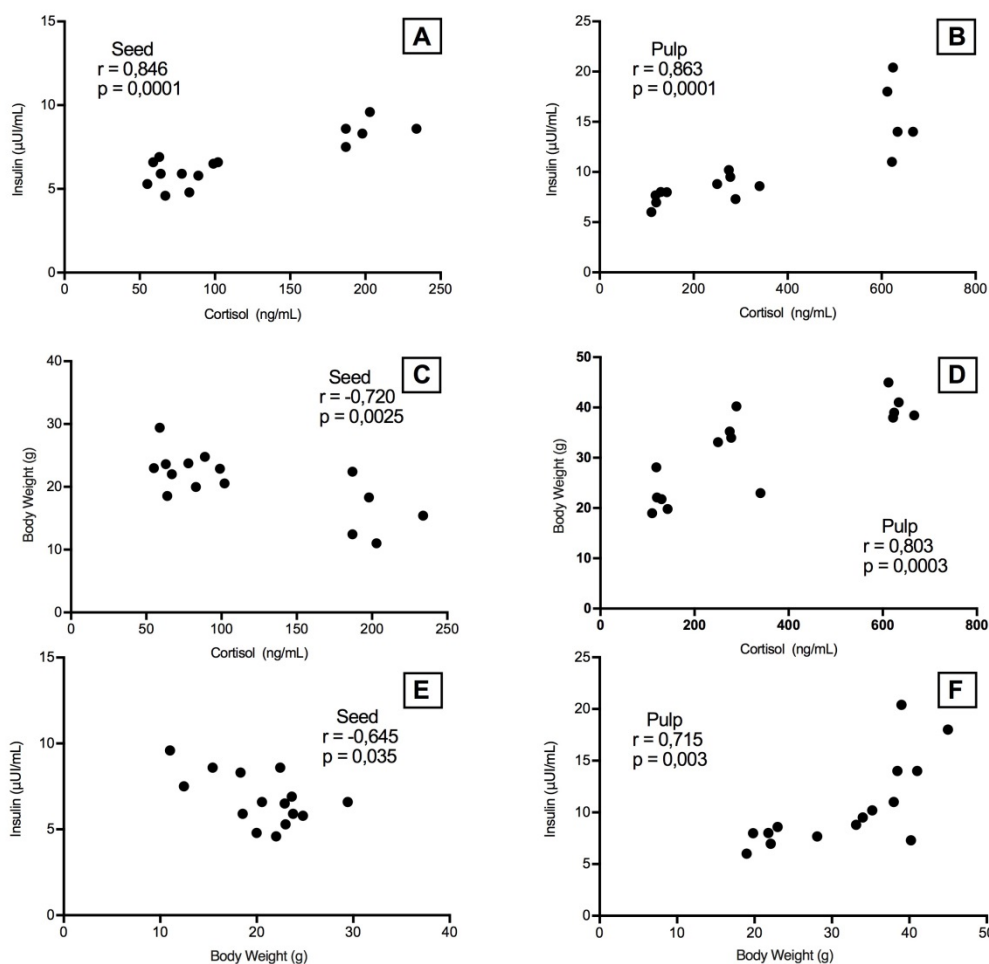 A
Seed
r = 0,846
p = 0,0001
Insulin (µUI/mL)
15
10
5
0
0 50 100 150 200 250
Cortisol (ng/mL)
B
Pulp
r = 0,863
p = 0,0001
Insulin (µUI/mL)
25
20
15
10
5
0
0 200 400 600 800
Cortisol (ng/mL)
C
Seed
r = -0,720
p = 0,0025
Body Weight (g)
40
30
20
10
0
0 50 100 150 200 250
Cortisol (ng/mL)
D
Body Weight (g)
50
40
30
20
10
0
Pulp
r = 0,803
p = 0,0003
0 200 400 600 800
Cortisol (ng/mL)
E
Seed
r = -0,645
p = 0,035
Insulin (µUI/mL)
15
10
5
0
0 10 20 30 40
Body Weight (g)
F
Pulp
r = 0,715
p = 0,003
Insulin (µUI/mL)
25
20
15
10
5
0
0 10 20 30 40 50
Body Weight (g)